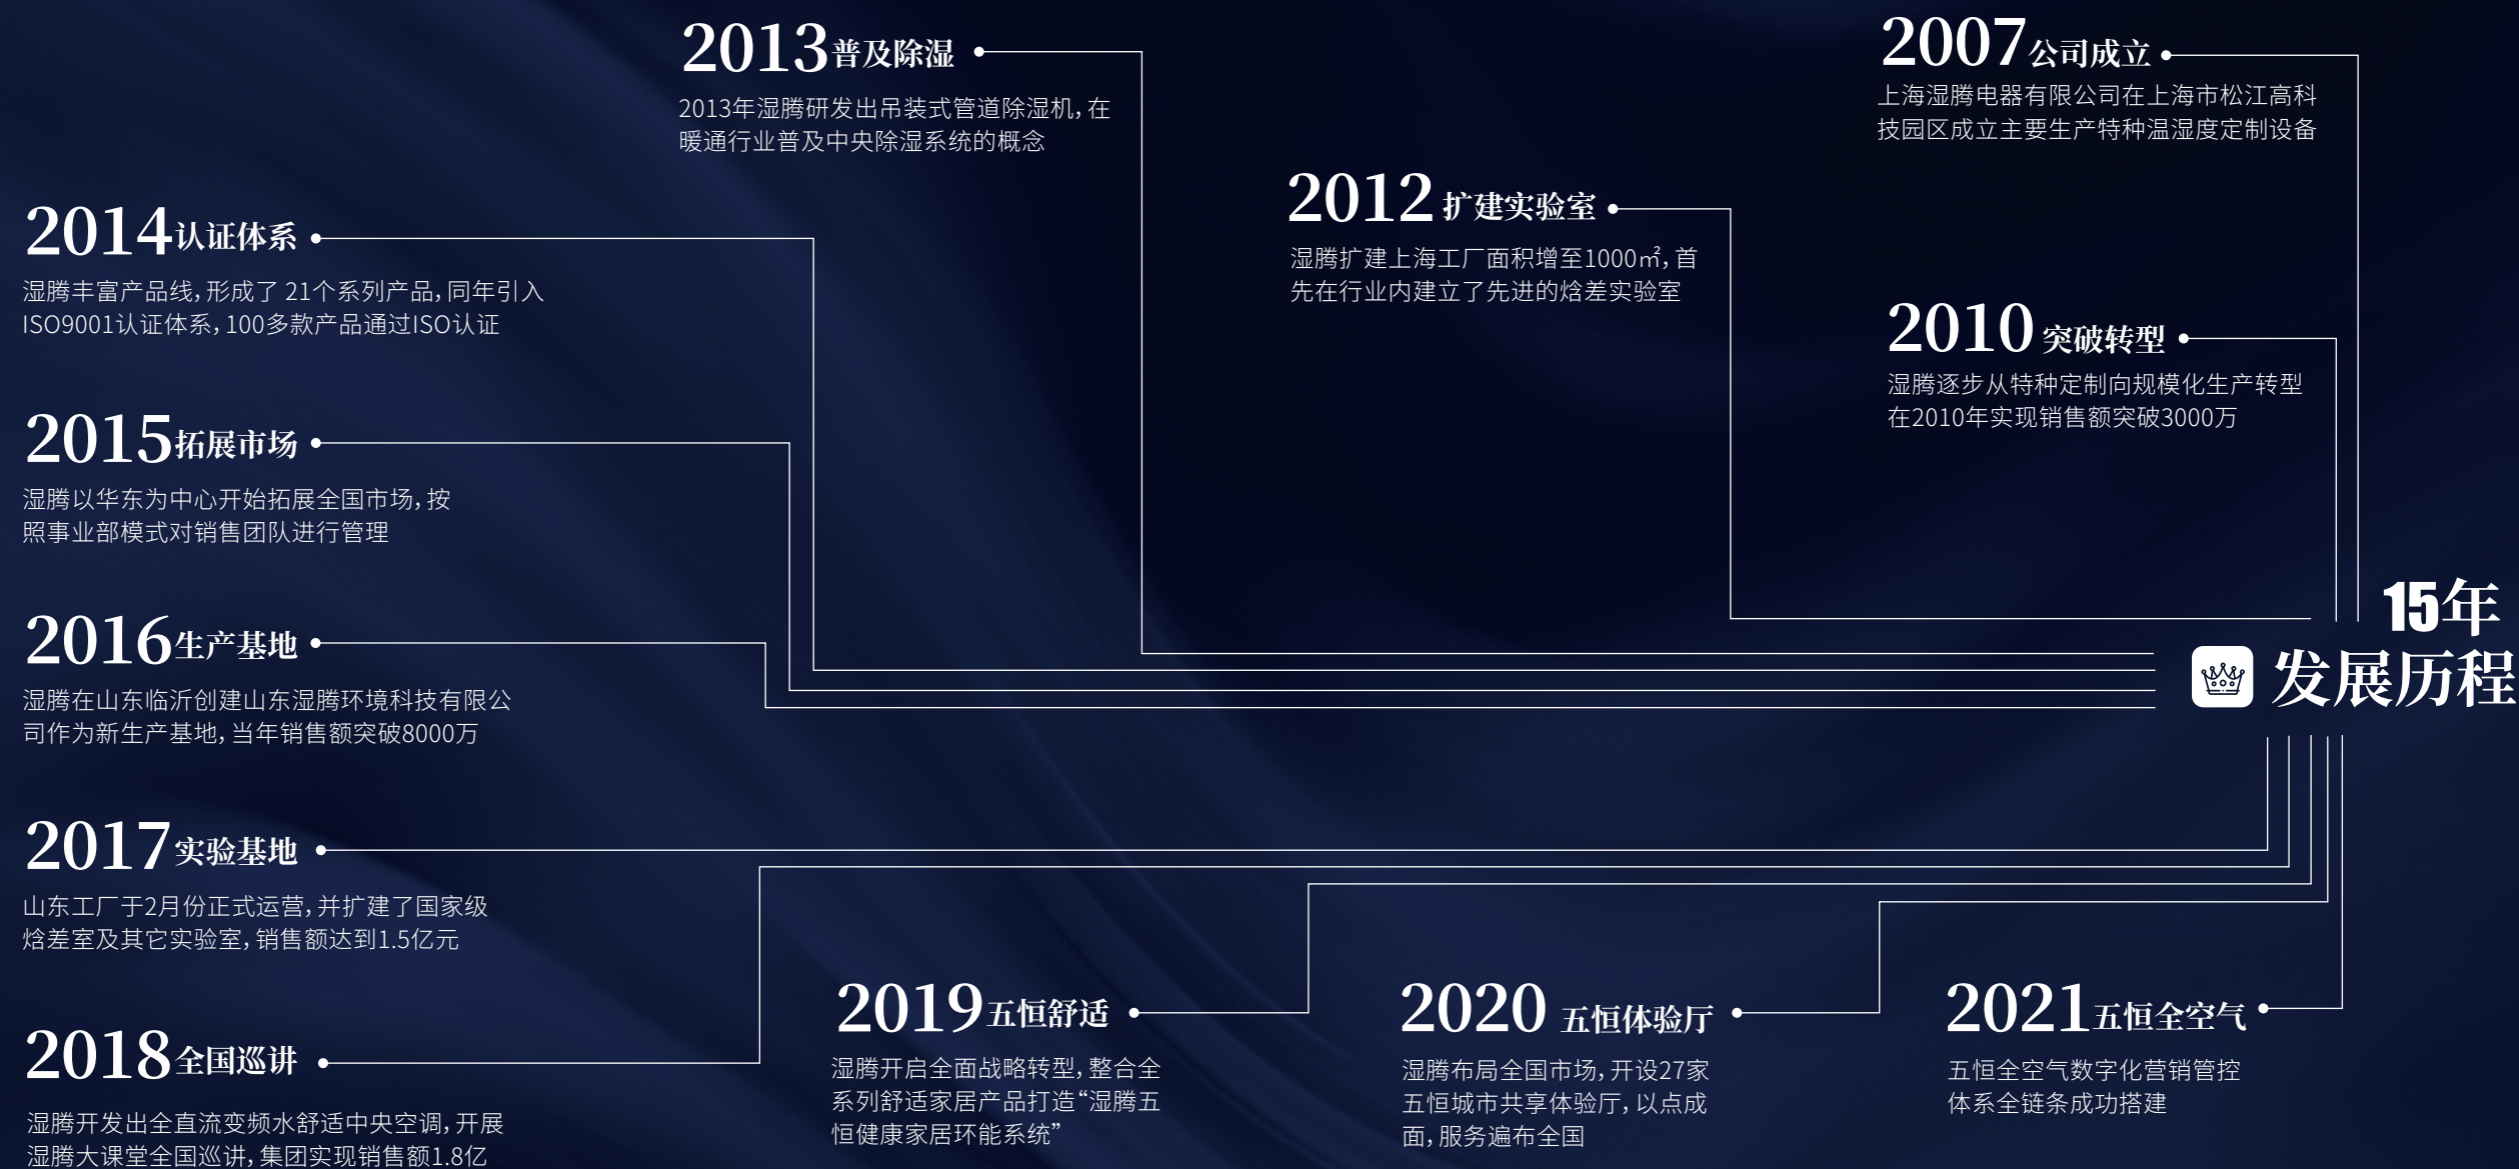 15年
发展历程
2007公司成立
上海湿腾电器有限公司在上海市松江高科
技园区成立主要生产特种温湿度定制设备
2010 突破转型
湿腾逐步从特种定制向规模化生产转型
在2010年实现销售额突破3000万
2012 扩建实验室
湿腾扩建上海工厂面积增至1000㎡，首
先在行业内建立了先进的焓差实验室
2013普及除湿
2013年湿腾研发出吊装式管道除湿机，在
暖通行业普及中央除湿系统的概念
2014认证体系
湿腾丰富产品线，形成了 21个系列产品，同年引入
ISO9001认证体系，100多款产品通过ISO认证
2015拓展市场
湿腾以华东为中心开始拓展全国市场，按
照事业部模式对销售团队进行管理
2016生产基地
湿腾在山东临沂创建山东湿腾环境科技有限公
司作为新生产基地，当年销售额突破8000万
2017实验基地
山东工厂于2月份正式运营，并扩建了国家级
焓差室及其它实验室，销售额达到1.5亿元
2018全国巡讲
湿腾开发出全直流变频水舒适中央空调，开展
湿腾大课堂全国巡讲，集团实现销售额1.8亿
2019五恒舒适
湿腾开启全面战略转型，整合全
系列舒适家居产品打造“湿腾五
恒健康家居环能系统”
2020 五恒体验厅
湿腾布局全国市场，开设27家
五恒城市共享体验厅，以点成
面，服务遍布全国
2021五恒全空气
五恒全空气数字化营销管控
体系全链条成功搭建